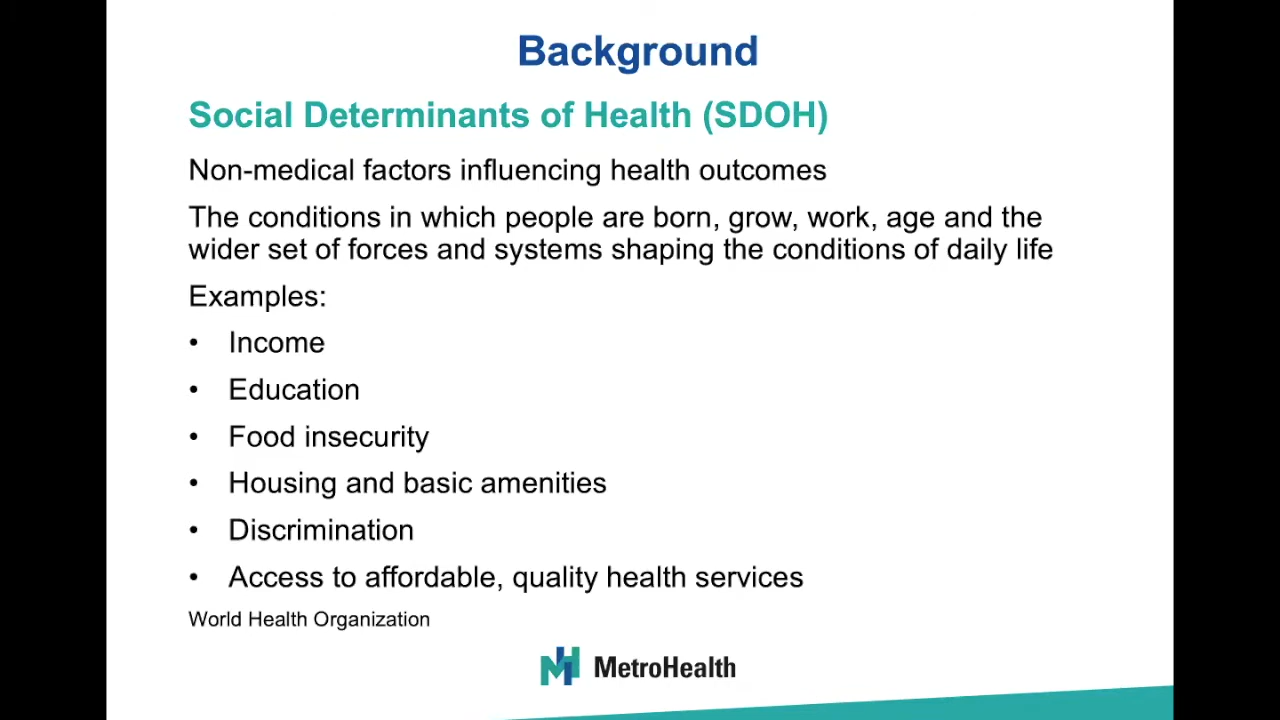 Background
Social Determinants of Health (SDOH)
Non-medical factors influencing health outcomes
The conditions in which people are born, grow, work, age and the
wider set of forces and systems shaping the conditions of daily life
Examples:
• Income
• Education
• Food insecurity
• Housing and basic amenities
• Discrimination
• Access to affordable, quality health services
World Health Organization
MH MetroHealth